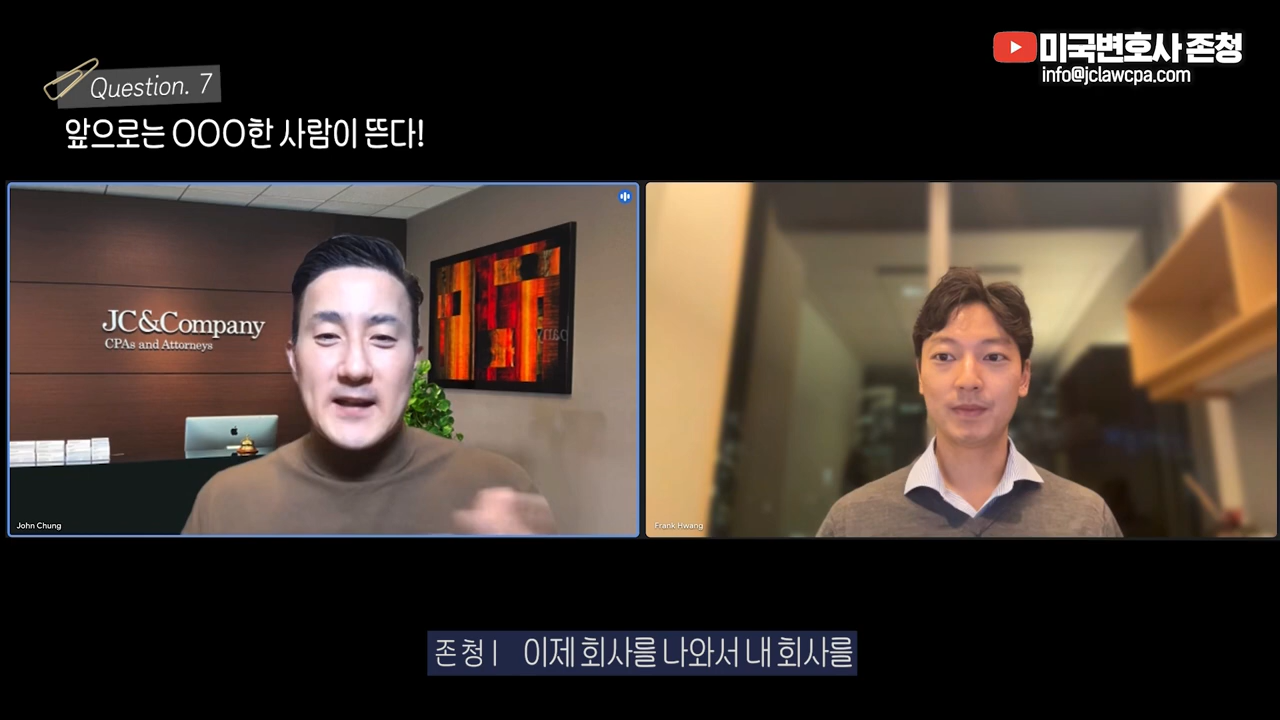 미국변호사 존청
info@jclawcpa.com
Question. 7
앞으로는 OOO한 사람이 뜬다!
JC&Company
CPAs and Attorneys
John Chung
Frank Hwang
존청 | 이제 회사를 나와서 내 회사를